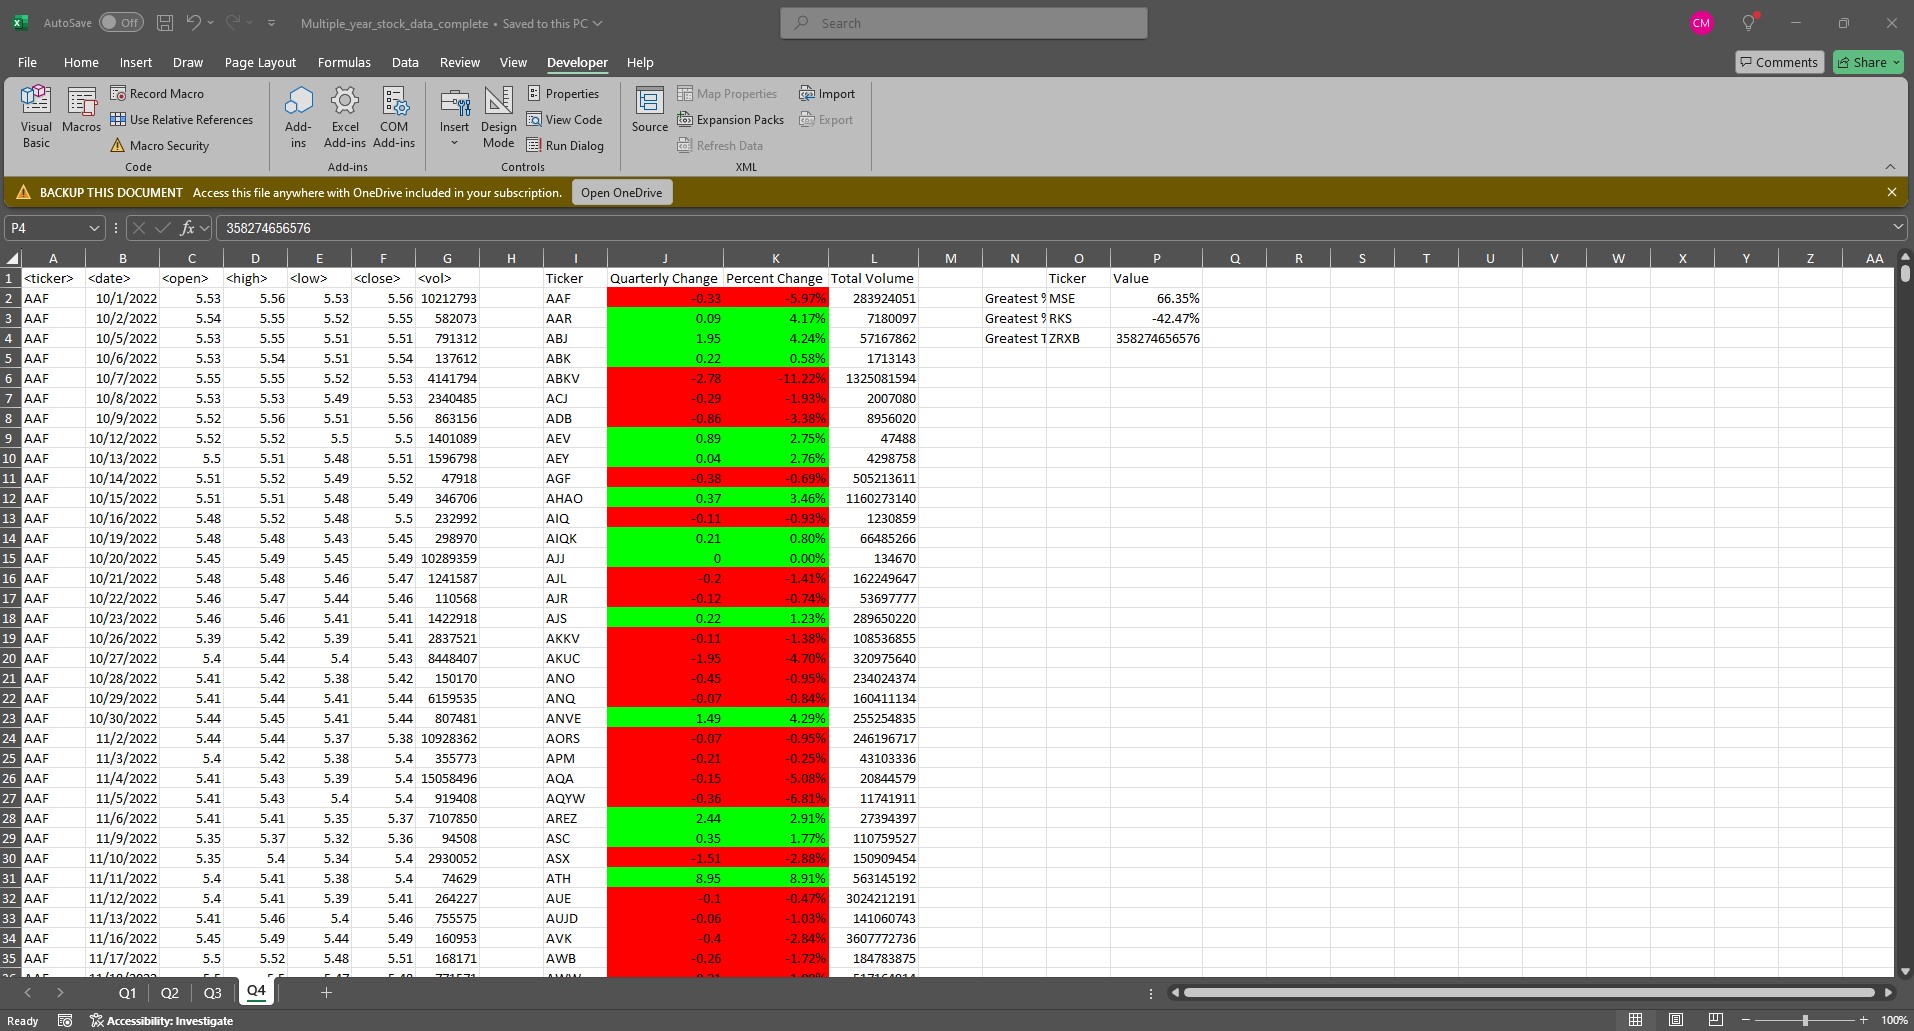 AutoSave Off Multiple_year_stock_data_complete • Saved to this PC Search CM
File Home Insert Draw Page Layout Formulas Data Review View Developer Help Comments Share
Visual Basic
Macros
Record Macro
Use Relative References
Macro Security
Code
Add-ins
Excel Add-ins
COM Add-ins
Add-ins
Insert
Design Mode
Properties
View Code
Run Dialog
Controls
Source
Map Properties
Expansion Packs
Refresh Data
Import
Export
XML
BACKUP THIS DOCUMENT Access this file anywhere with OneDrive included in your subscription. Open OneDrive
P4 fx 358274656576
A B C D E F G H I J K L M N O P Q R S T U V W X Y Z AA
1 <ticker> <date> <open> <high> <low> <close> <vol> Ticker Quarterly Change Percent Change Total Volume Ticker Value
2 AAF 10/1/2022 5.53 5.56 5.53 5.56 10212793 AAF -0.33 -5.97% 283924051 Greatest % MSE 66.35%
3 AAF 10/2/2022 5.54 5.55 5.52 5.55 582073 AAR 0.09 4.17% 7180097 Greatest % RKS -42.47%
4 AAF 10/5/2022 5.53 5.55 5.51 5.51 791312 ABJ 1.95 4.24% 57167862 Greatest T ZRXB 358274656576
5 AAF 10/6/2022 5.53 5.54 5.51 5.54 137612 ABK 0.22 0.58% 1713143
6 AAF 10/7/2022 5.55 5.55 5.52 5.53 4141794 ABKV -2.78 -11.22% 1325081594
7 AAF 10/8/2022 5.53 5.53 5.49 5.53 2340485 ACJ -0.29 -1.93% 2007080
8 AAF 10/9/2022 5.52 5.56 5.51 5.56 863156 ADB -0.86 -3.38% 8956020
9 AAF 10/12/2022 5.52 5.52 5.5 5.5 1401089 AEV 0.89 2.75% 47488
10 AAF 10/13/2022 5.5 5.51 5.48 5.51 1596798 AEY 0.04 2.76% 4298758
11 AAF 10/14/2022 5.51 5.52 5.49 5.52 47918 AGF -0.38 -0.69% 505213611
12 AAF 10/15/2022 5.51 5.51 5.48 5.49 346706 AHAO 0.37 3.46% 1160273140
13 AAF 10/16/2022 5.48 5.52 5.48 5.5 232992 AIQ -0.11 -0.93% 1230859
14 AAF 10/19/2022 5.48 5.48 5.43 5.45 298970 AIQK 0.21 0.80% 66485266
15 AAF 10/20/2022 5.45 5.49 5.45 5.49 10289359 AJJ 0 0.00% 134670
16 AAF 10/21/2022 5.48 5.48 5.46 5.47 1241587 AJL -0.2 -1.41% 162249647
17 AAF 10/22/2022 5.46 5.47 5.44 5.46 110568 AJR -0.12 -0.74% 53697777
18 AAF 10/23/2022 5.46 5.46 5.41 5.41 1422918 AJS 0.22 1.23% 289650220
19 AAF 10/26/2022 5.39 5.42 5.39 5.41 2837521 AKKV -0.11 -1.38% 108536855
20 AAF 10/27/2022 5.4 5.44 5.4 5.43 8448407 AKUC -1.95 -4.70% 320975640
21 AAF 10/28/2022 5.41 5.42 5.38 5.42 150170 ANO -0.45 -0.95% 234024374
22 AAF 10/29/2022 5.41 5.44 5.41 5.44 6159535 ANQ -0.07 -0.84% 160411134
23 AAF 10/30/2022 5.44 5.45 5.41 5.44 807481 ANVE 1.49 4.29% 255254835
24 AAF 11/2/2022 5.44 5.44 5.37 5.38 10928362 AORS -0.07 -0.95% 246196717
25 AAF 11/3/2022 5.4 5.42 5.38 5.4 355773 APM -0.21 -0.25% 43103336
26 AAF 11/4/2022 5.41 5.43 5.39 5.4 15058496 AQA -0.15 -5.08% 20844579
27 AAF 11/5/2022 5.41 5.43 5.4 5.4 919408 AQYW -0.36 -6.81% 11741911
28 AAF 11/6/2022 5.41 5.41 5.35 5.37 7107850 AREZ 2.44 2.91% 27394397
29 AAF 11/9/2022 5.35 5.37 5.32 5.36 94508 ASC 0.35 1.77% 110759527
30 AAF 11/10/2022 5.35 5.4 5.34 5.4 2930052 ASX -1.51 -2.88% 150909454
31 AAF 11/11/2022 5.4 5.41 5.38 5.4 74629 ATH 8.95 8.91% 563145192
32 AAF 11/12/2022 5.4 5.41 5.39 5.41 264227 AUE -0.1 -0.47% 3024212191
33 AAF 11/13/2022 5.41 5.46 5.4 5.46 755575 AUJD -0.06 -1.03% 141060743
34 AAF 11/16/2022 5.45 5.49 5.44 5.49 160953 AVK -0.4 -2.84% 3607772736
35 AAF 11/17/2022 5.5 5.52 5.48 5.51 168171 AWB -0.26 -1.72% 184783875
Q1 Q2 Q3 Q4
Ready Accessibility: Investigate 100%